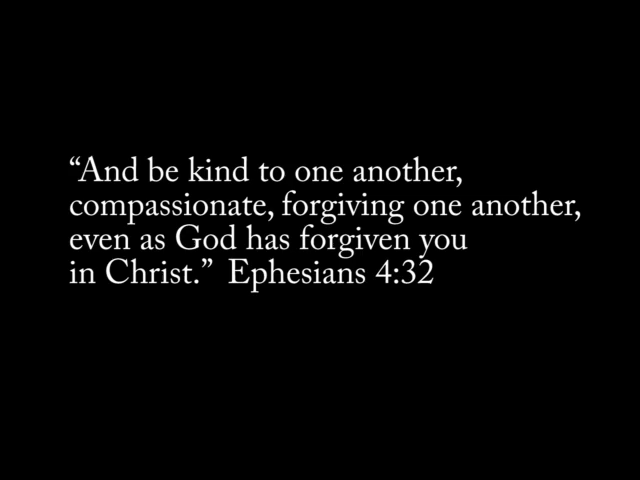 “And be kind to one another,
compassionate, forgiving one another,
even as God has forgiven you
in Christ.”  Ephesians 4:32